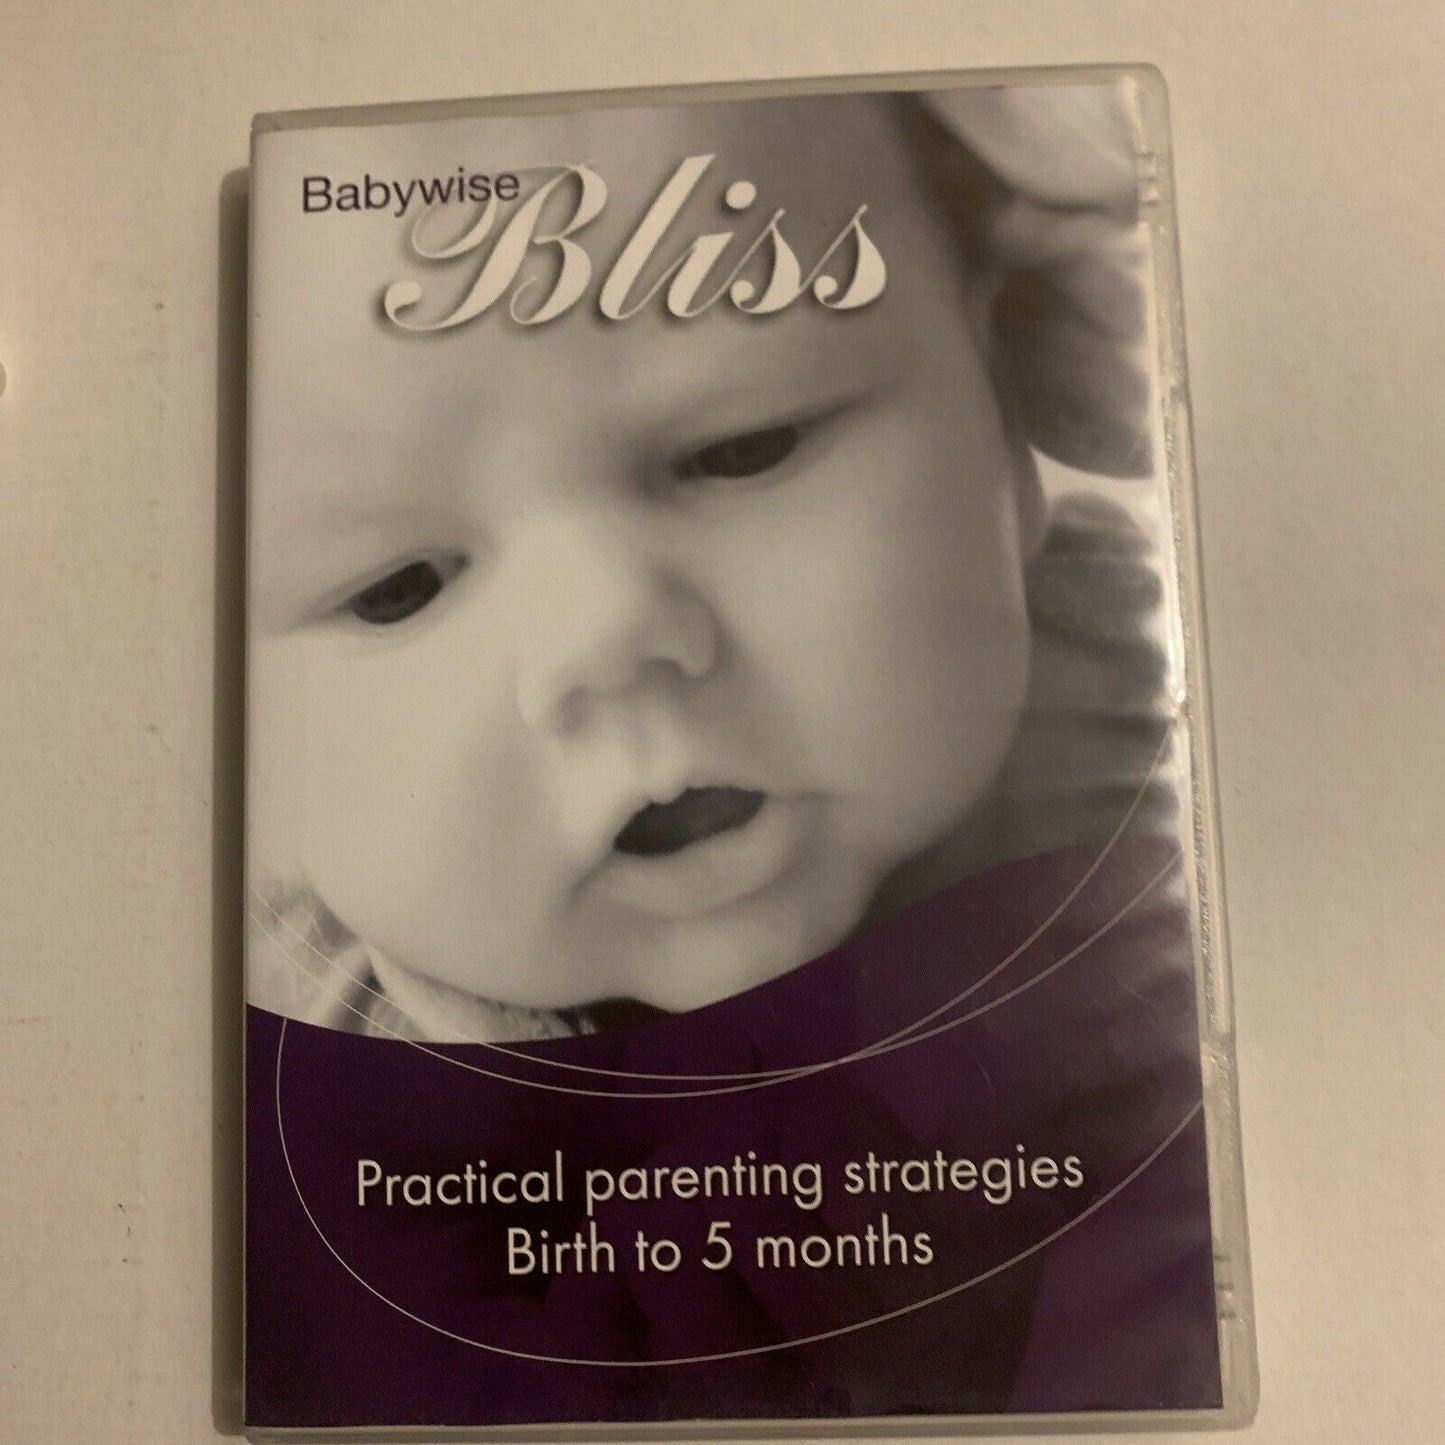 Babywise
Bliss
Practical parenting strategies
Birth to 5 months